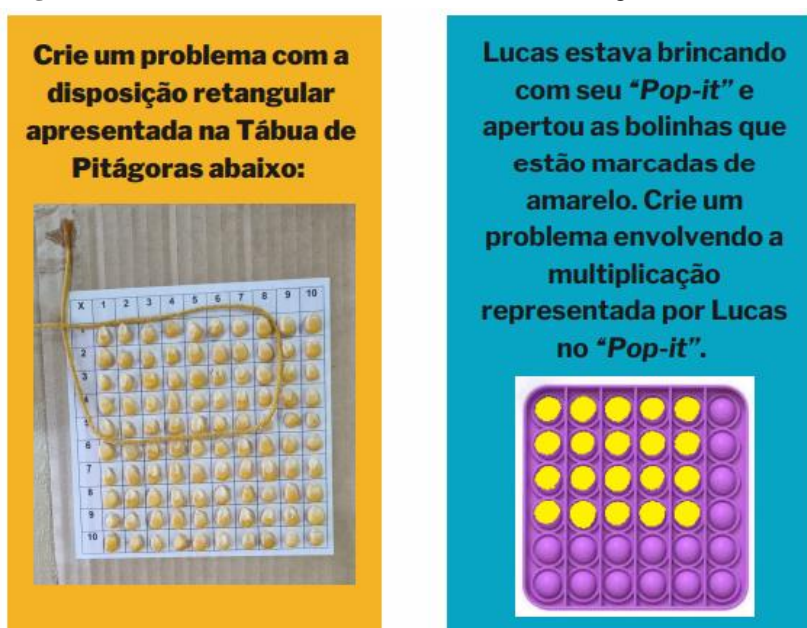 Crie um problema com a
disposição retangular
apresentada na Tábua de
Pitágoras abaixo:
X 1 2 3 4 5 6 7 8 9 10
2
3
4
5
6
7
8
9
10
Lucas estava brincando
com seu “Pop-it” e
apertou as bolinhas que
estão marcadas de
amarelo. Crie um
problema envolvendo a
multiplicação
representada por Lucas
no “Pop-it”.